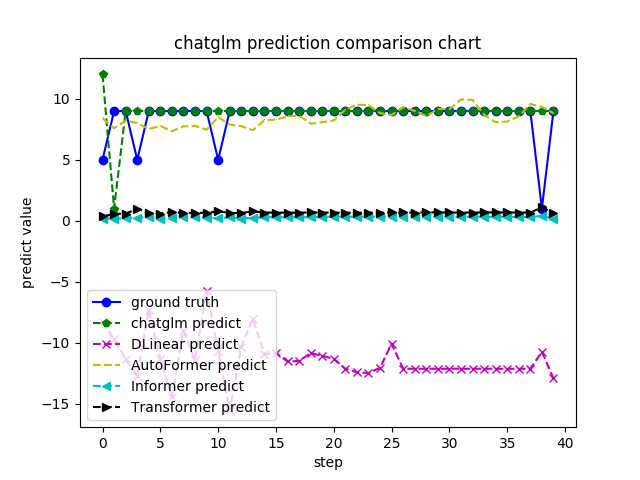 chatglm prediction comparison chart
predict value
10
5
0
−5
−10
−15
ground truth
chatglm predict
DLinear predict
AutoFormer predict
Informer predict
Transformer predict
0 5 10 15 20 25 30 35 40
step